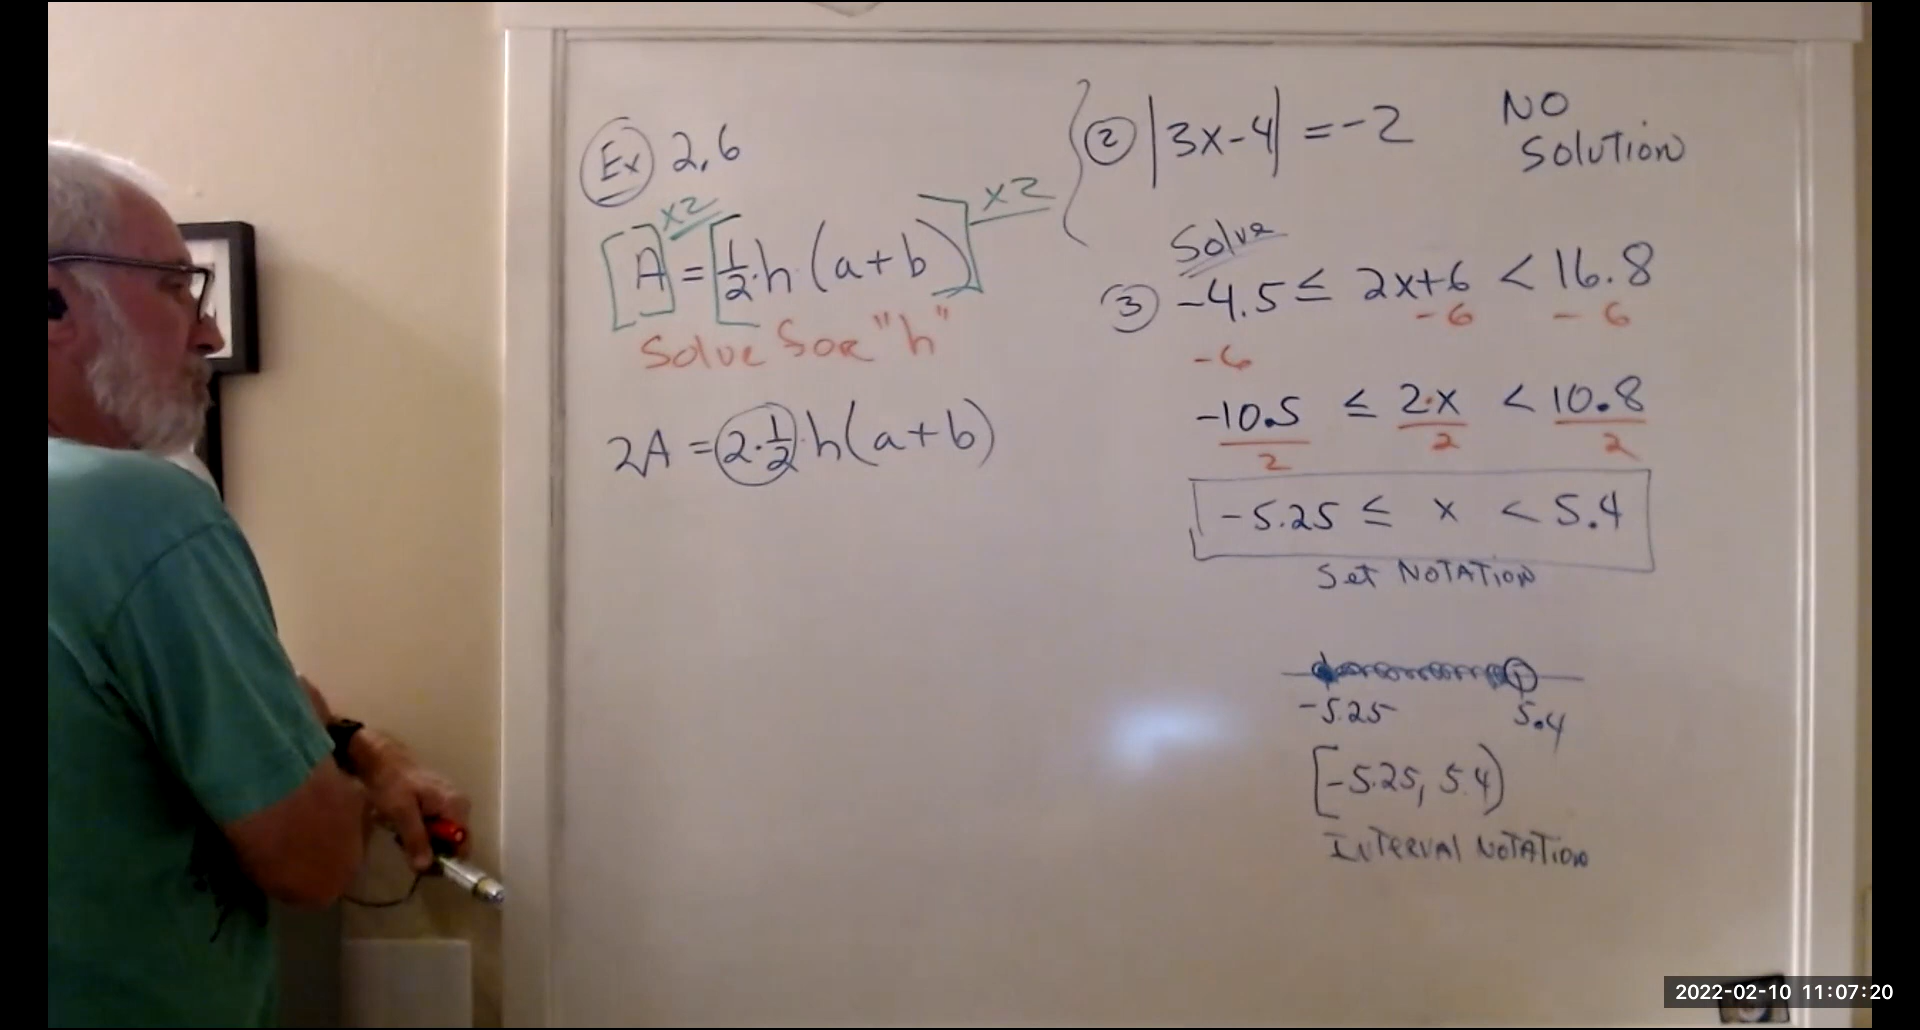 Ex 2.6
×2 ×2
[A] = [1/2·h(a+b)]
Solve for "h"
2A = 2·1/2·h(a+b)
② |3x-4| = -2 NO
Solution
Solve
③ -4.5 ≤ 2x+6 < 16.8
-6 -6 -6
-10.5 ≤ 2·x < 10.8
2 2 2
-5.25 ≤ x < 5.4
Set NOTATION
-5.25 5.4
[-5.25, 5.4)
INTERVAL NOTATION
2022-02-10 11:07:20